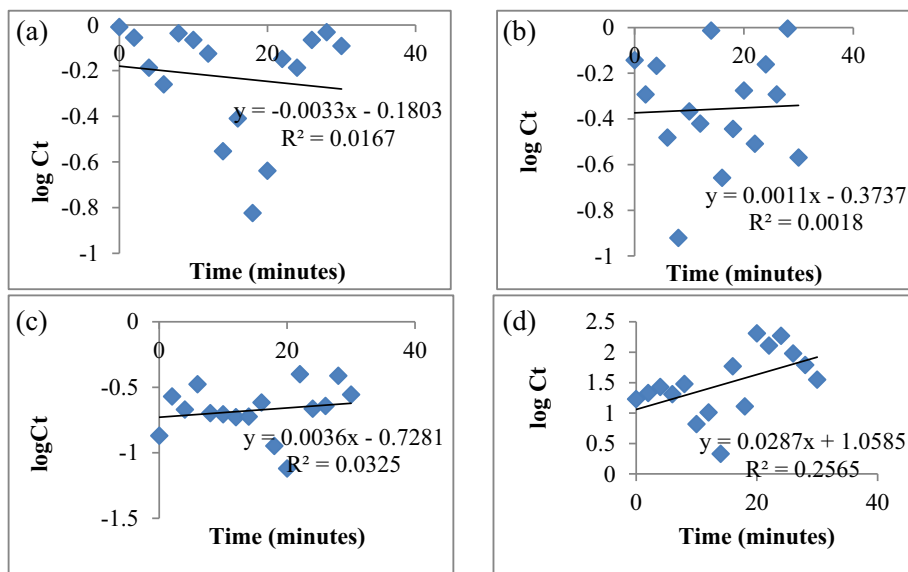 (a)
0
0
20
40
-0.2
-0.4
-0.6
-0.8
-1
log Ct
y = -0.0033x - 0.1803
R² = 0.0167
Time (minutes)
(b)
0
0
20
40
-0.2
-0.4
-0.6
-0.8
-1
log Ct
y = 0.0011x - 0.3737
R² = 0.0018
Time (minutes)
(c)
0
0
20
40
-0.5
-1
-1.5
logCt
y = 0.0036x - 0.7281
R² = 0.0325
Time (minutes)
(d)
2.5
2
1.5
1
0.5
0
0
20
40
log Ct
y = 0.0287x + 1.0585
R² = 0.2565
Time (minutes)